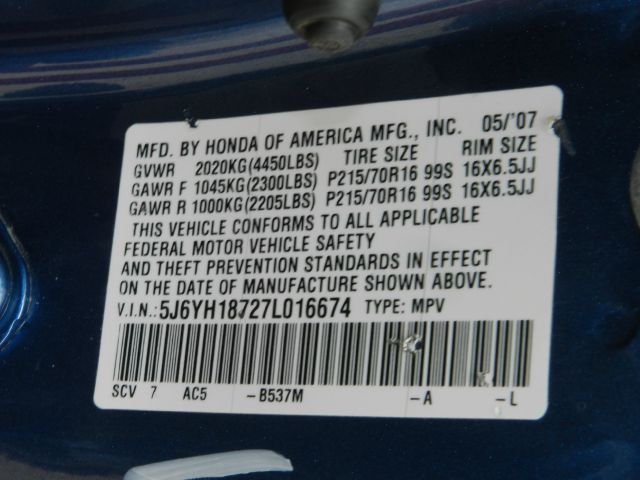 MFD. BY HONDA OF AMERICA MFG., INC. 05/'07
GVWR 2020KG(4450LBS) TIRE SIZE RIM SIZE
GAWR F 1045KG(2300LBS) P215/70R16 99S 16X6.5JJ
GAWR R 1000KG(2205LBS) P215/70R16 99S 16X6.5JJ
THIS VEHICLE CONFORMS TO ALL APPLICABLE
FEDERAL MOTOR VEHICLE SAFETY
AND THEFT PREVENTION STANDARDS IN EFFECT
ON THE DATE OF MANUFACTURE SHOWN ABOVE.
V.I.N.: 5J6YH18727L016674 TYPE: MPV
SCV 7 AC5 -B537M -A -L